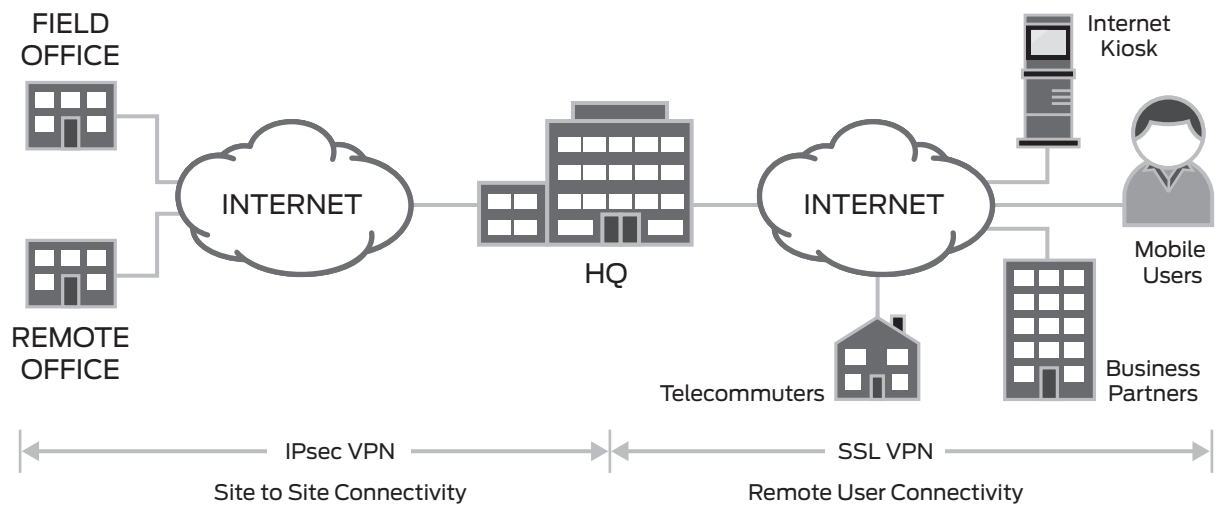 FIELD
OFFICE
INTERNET
HQ
REMOTE
OFFICE
INTERNET
Internet
Kiosk
Mobile
Users
Business
Partners
Telecommuters
IPsec VPN
SSL VPN
Site to Site Connectivity
Remote User Connectivity